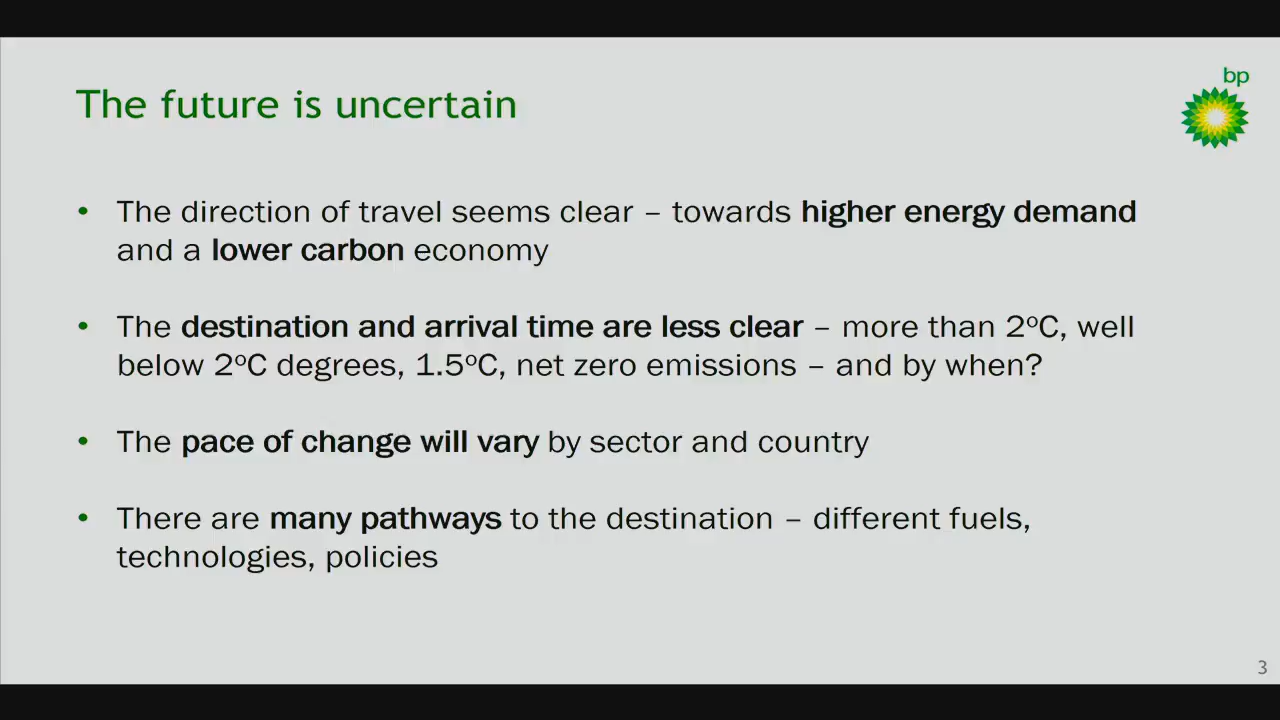 bp
The future is uncertain
• The direction of travel seems clear – towards higher energy demand
and a lower carbon economy
• The destination and arrival time are less clear – more than 2ºC, well
below 2ºC degrees, 1.5ºC, net zero emissions – and by when?
• The pace of change will vary by sector and country
• There are many pathways to the destination – different fuels,
technologies, policies
3